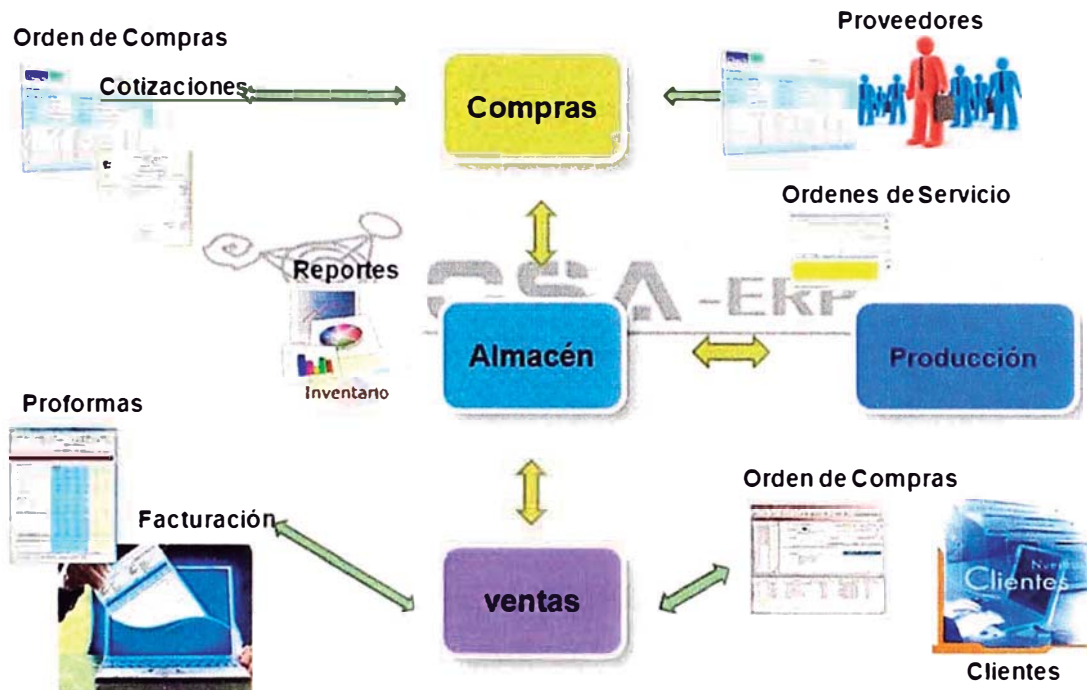 Proveedores
Orden de Compras
Cotizaciones
Compras
Ordenes de Servicio
Reportes
OSA -ERP
Almacén
Producción
Inventario
Proformas
Orden de Compras
Facturación
Clientes
ventas
Clientes